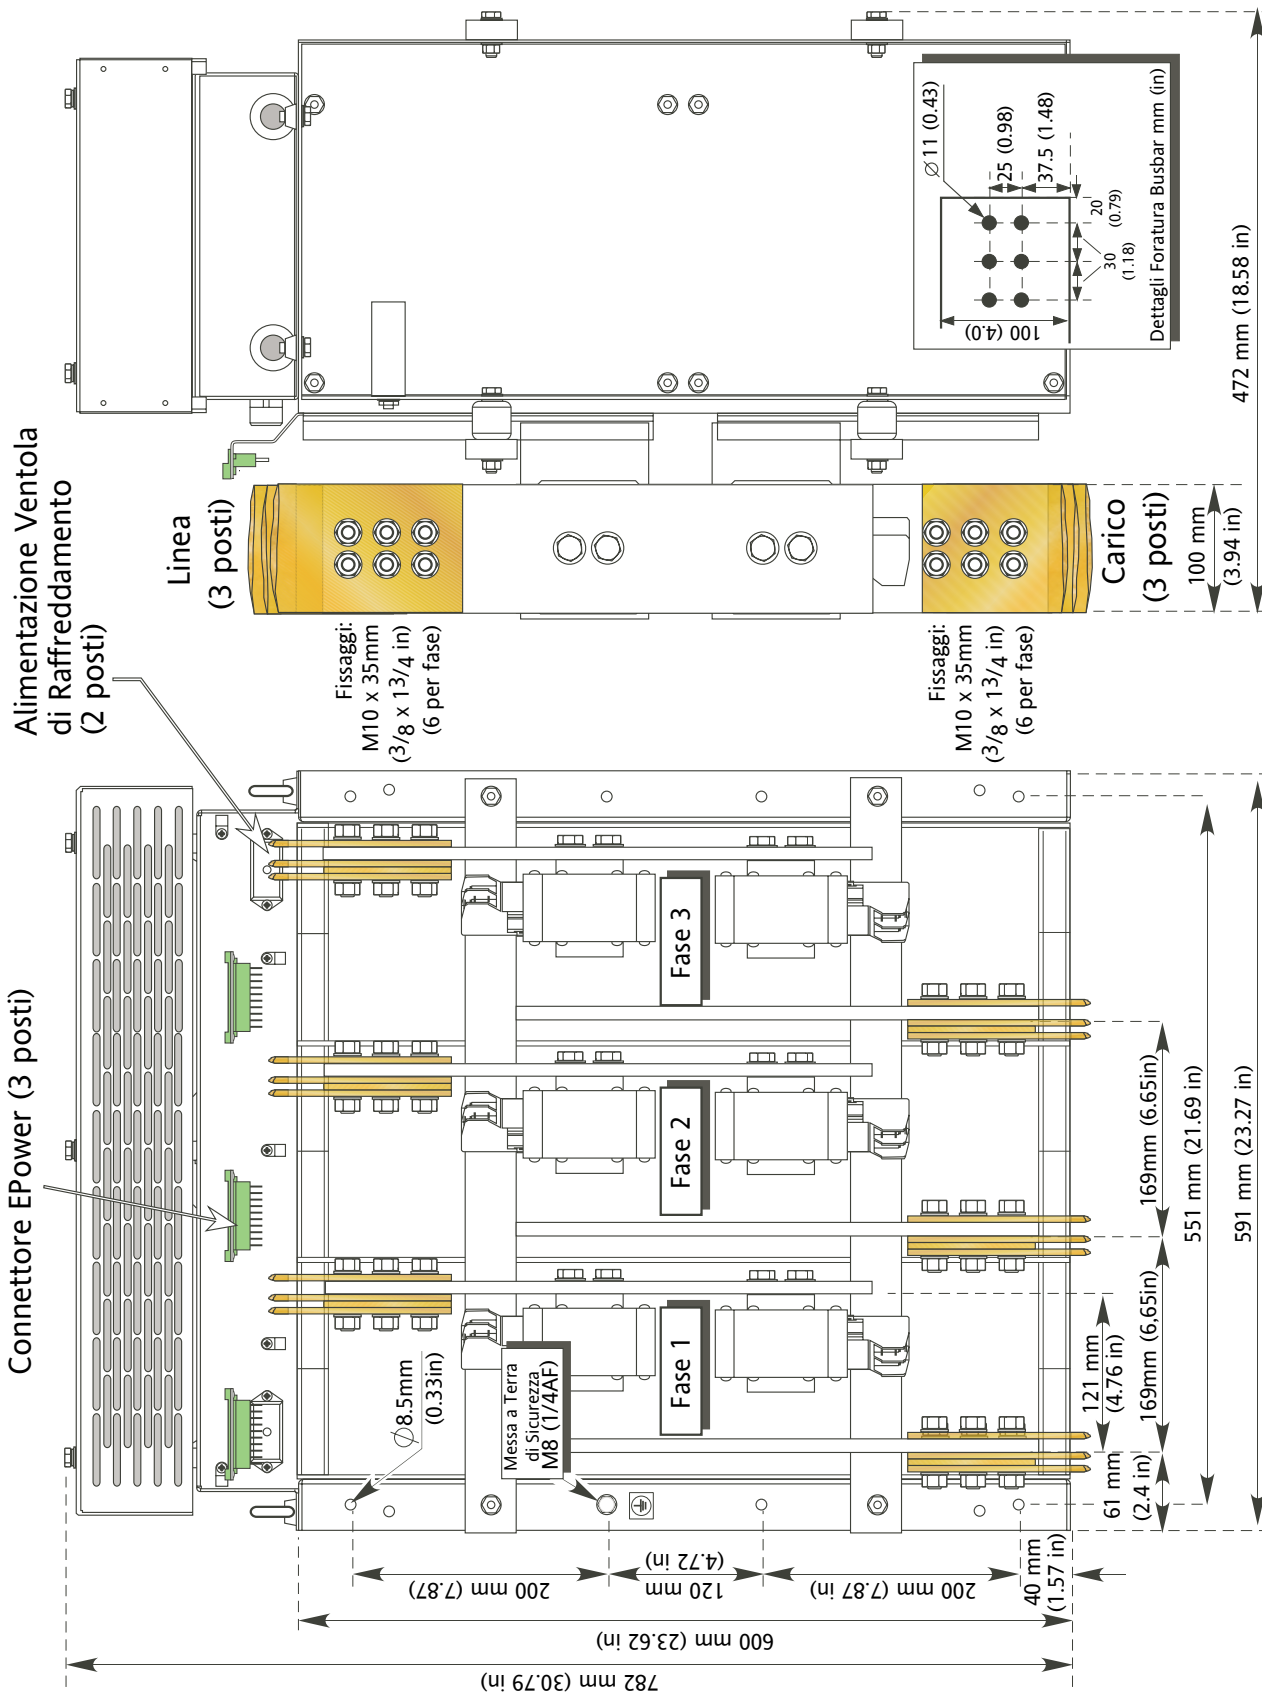 Connettore EPower (3 posti)
Alimentazione Ventola
di Raffreddamento
(2 posti)
Linea
(3 posti)
Fissaggi:
M10 x 35mm
(3/8 x 13/4 in)
(6 per fase)
Carico
(3 posti)
Fissaggi:
M10 x 35mm
(3/8 x 13/4 in)
(6 per fase)
100 mm
(3.94 in)
472 mm (18.58 in)
Ø 11 (0.43)
25 (0.98)
37.5 (1.48)
20
(0.79)
30
(1.18)
100 (4.0)
Dettagli Foratura Busbar mm (in)
Fase 1
Fase 2
Fase 3
Ø8.5mm
(0.33in)
Messa a Terra
di Sicurezza
M8 (1/4AF)
61 mm
(2.4 in)
121 mm
(4.76 in)
169mm (6,65in)
169mm (6.65in)
551 mm (21.69 in)
591 mm (23.27 in)
200 mm (7.87)
120 mm
(4.72 in)
200 mm (7.87 in)
40 mm
(1.57 in)
600 mm (23.62 in)
782 mm (30.79 in)